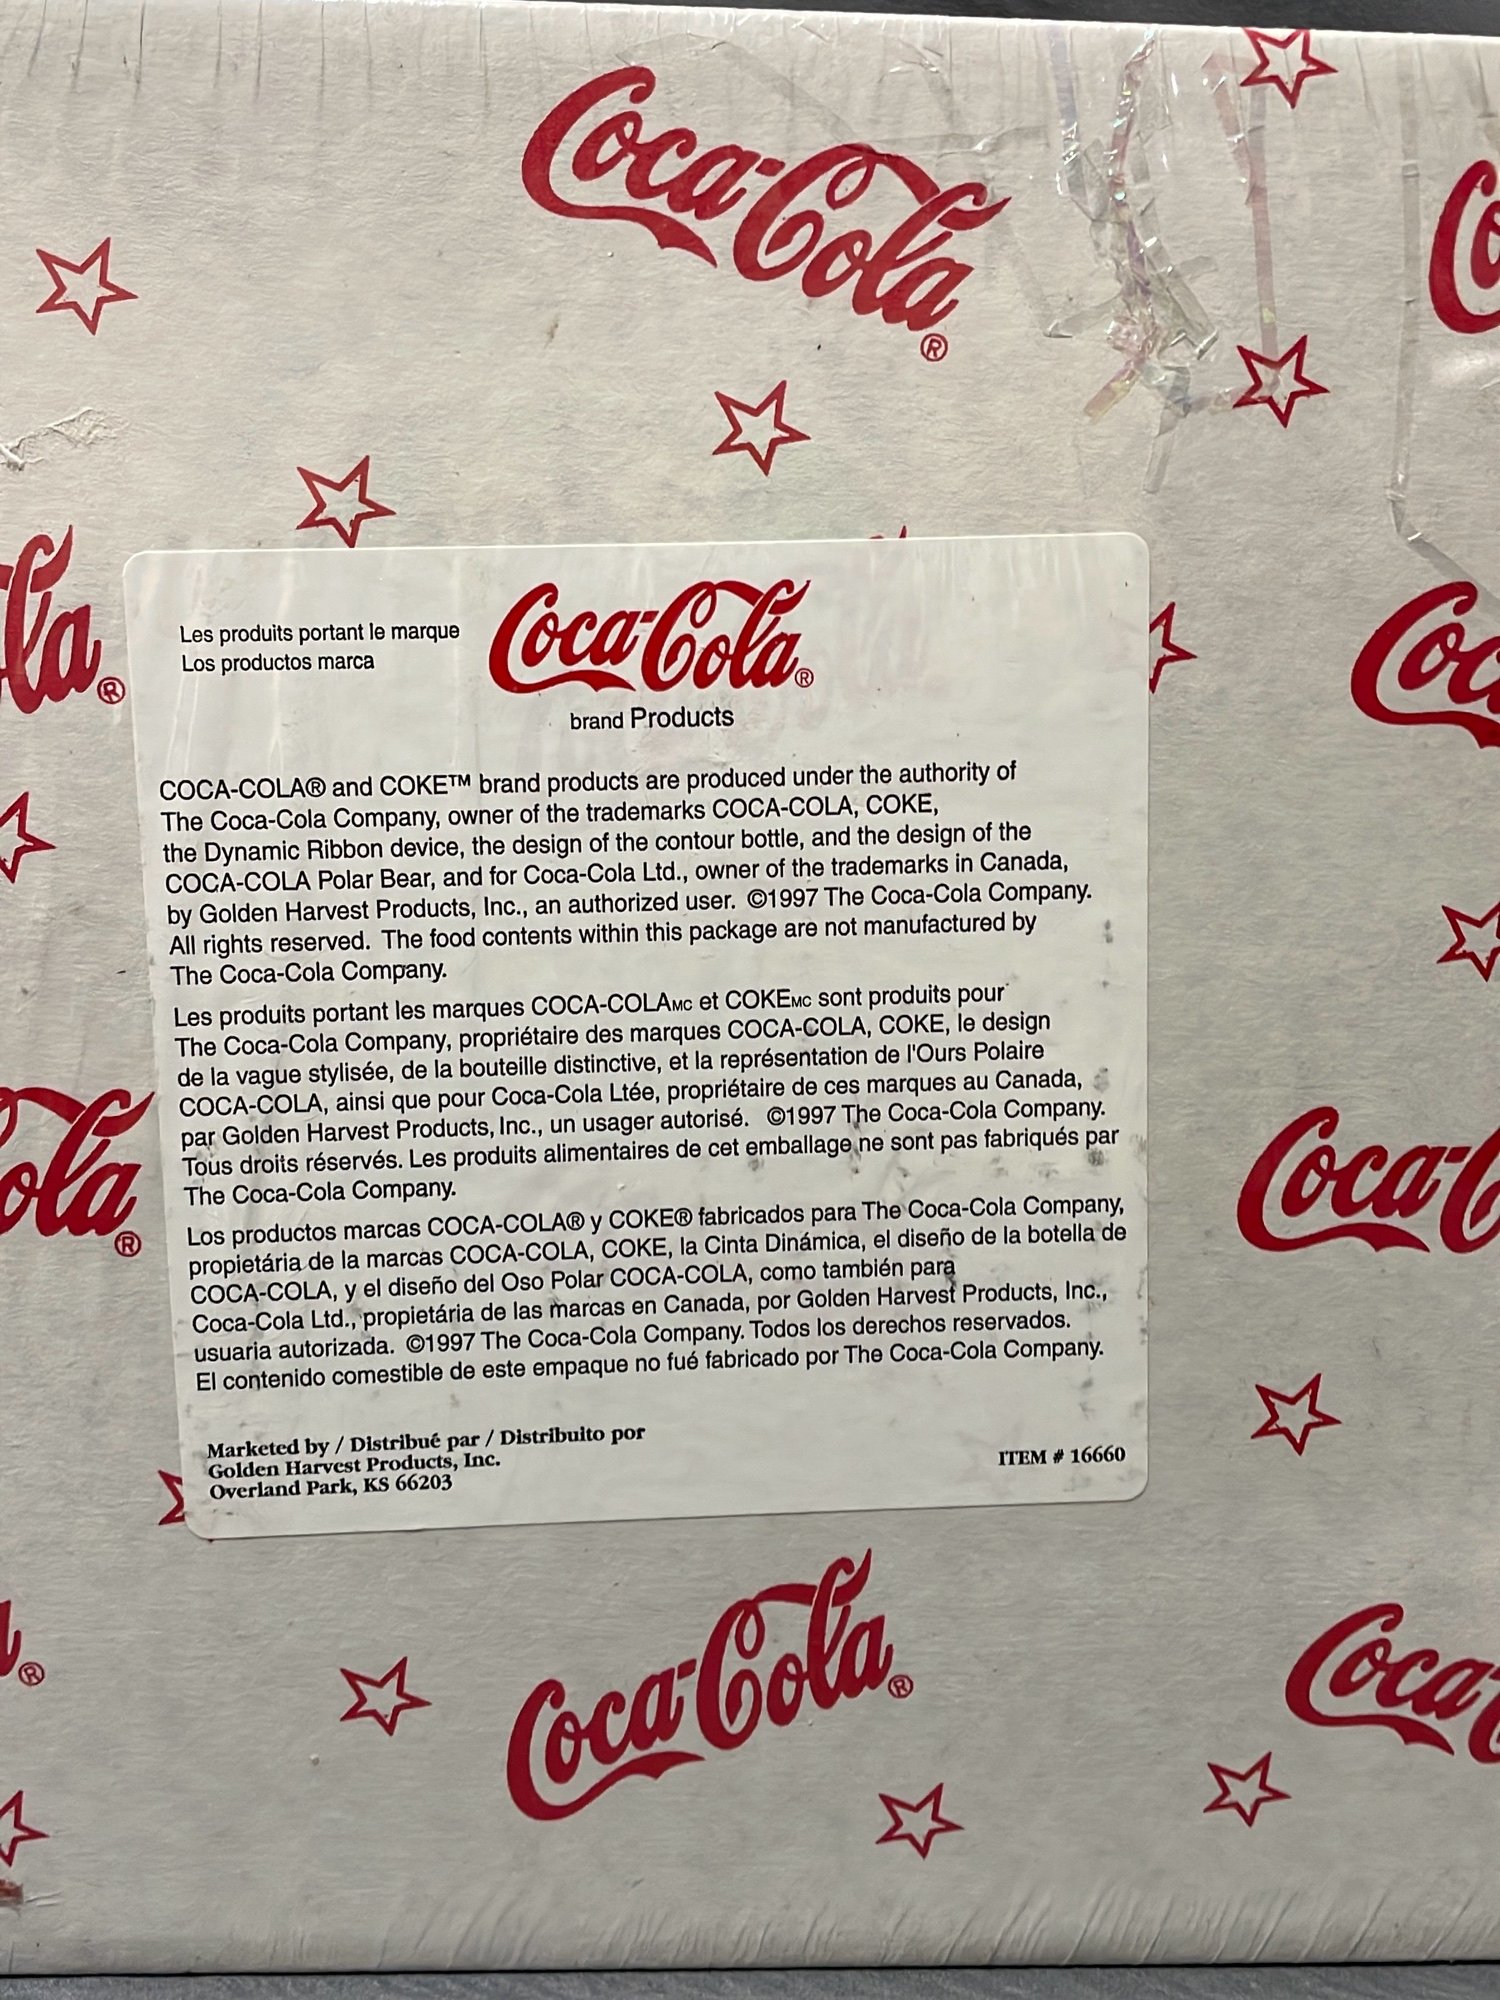 Coca-Cola®
Co
la®
Les produits portant le marque
Los productos marca
Coca-Cola®
brand Products
Coc
COCA-COLA® and COKE™ brand products are produced under the authority of
The Coca-Cola Company, owner of the trademarks COCA-COLA, COKE,
the Dynamic Ribbon device, the design of the contour bottle, and the design of the
COCA-COLA Polar Bear, and for Coca-Cola Ltd., owner of the trademarks in Canada,
by Golden Harvest Products, Inc., an authorized user. ©1997 The Coca-Cola Company.
All rights reserved. The food contents within this package are not manufactured by
The Coca-Cola Company.
Les produits portant les marques COCA-COLAMC et COKEMC sont produits pour
The Coca-Cola Company, propriétaire des marques COCA-COLA, COKE, le design
de la vague stylisée, de la bouteille distinctive, et la représentation de l'Ours Polaire
COCA-COLA, ainsi que pour Coca-Cola Ltée, propriétaire de ces marques au Canada,
par Golden Harvest Products, Inc., un usager autorisé. ©1997 The Coca-Cola Company.
Tous droits réservés. Les produits alimentaires de cet emballage ne sont pas fabriqués par
The Coca-Cola Company.
Los productos marcas COCA-COLA® y COKE® fabricados para The Coca-Cola Company,
propietária de la marcas COCA-COLA, COKE, la Cinta Dinámica, el diseño de la botella de
COCA-COLA, y el diseño del Oso Polar COCA-COLA, como también para
Coca-Cola Ltd., propietária de las marcas en Canada, por Golden Harvest Products, Inc.,
usuaria autorizada. ©1997 The Coca-Cola Company. Todos los derechos reservados.
El contenido comestible de este empaque no fué fabricado por The Coca-Cola Company.
Marketed by / Distribué par / Distribuito por
Golden Harvest Products, Inc.
Overland Park, KS 66203
ITEM # 16660
ola®
Coca-C
a®
Coca-Cola®
Coca-C